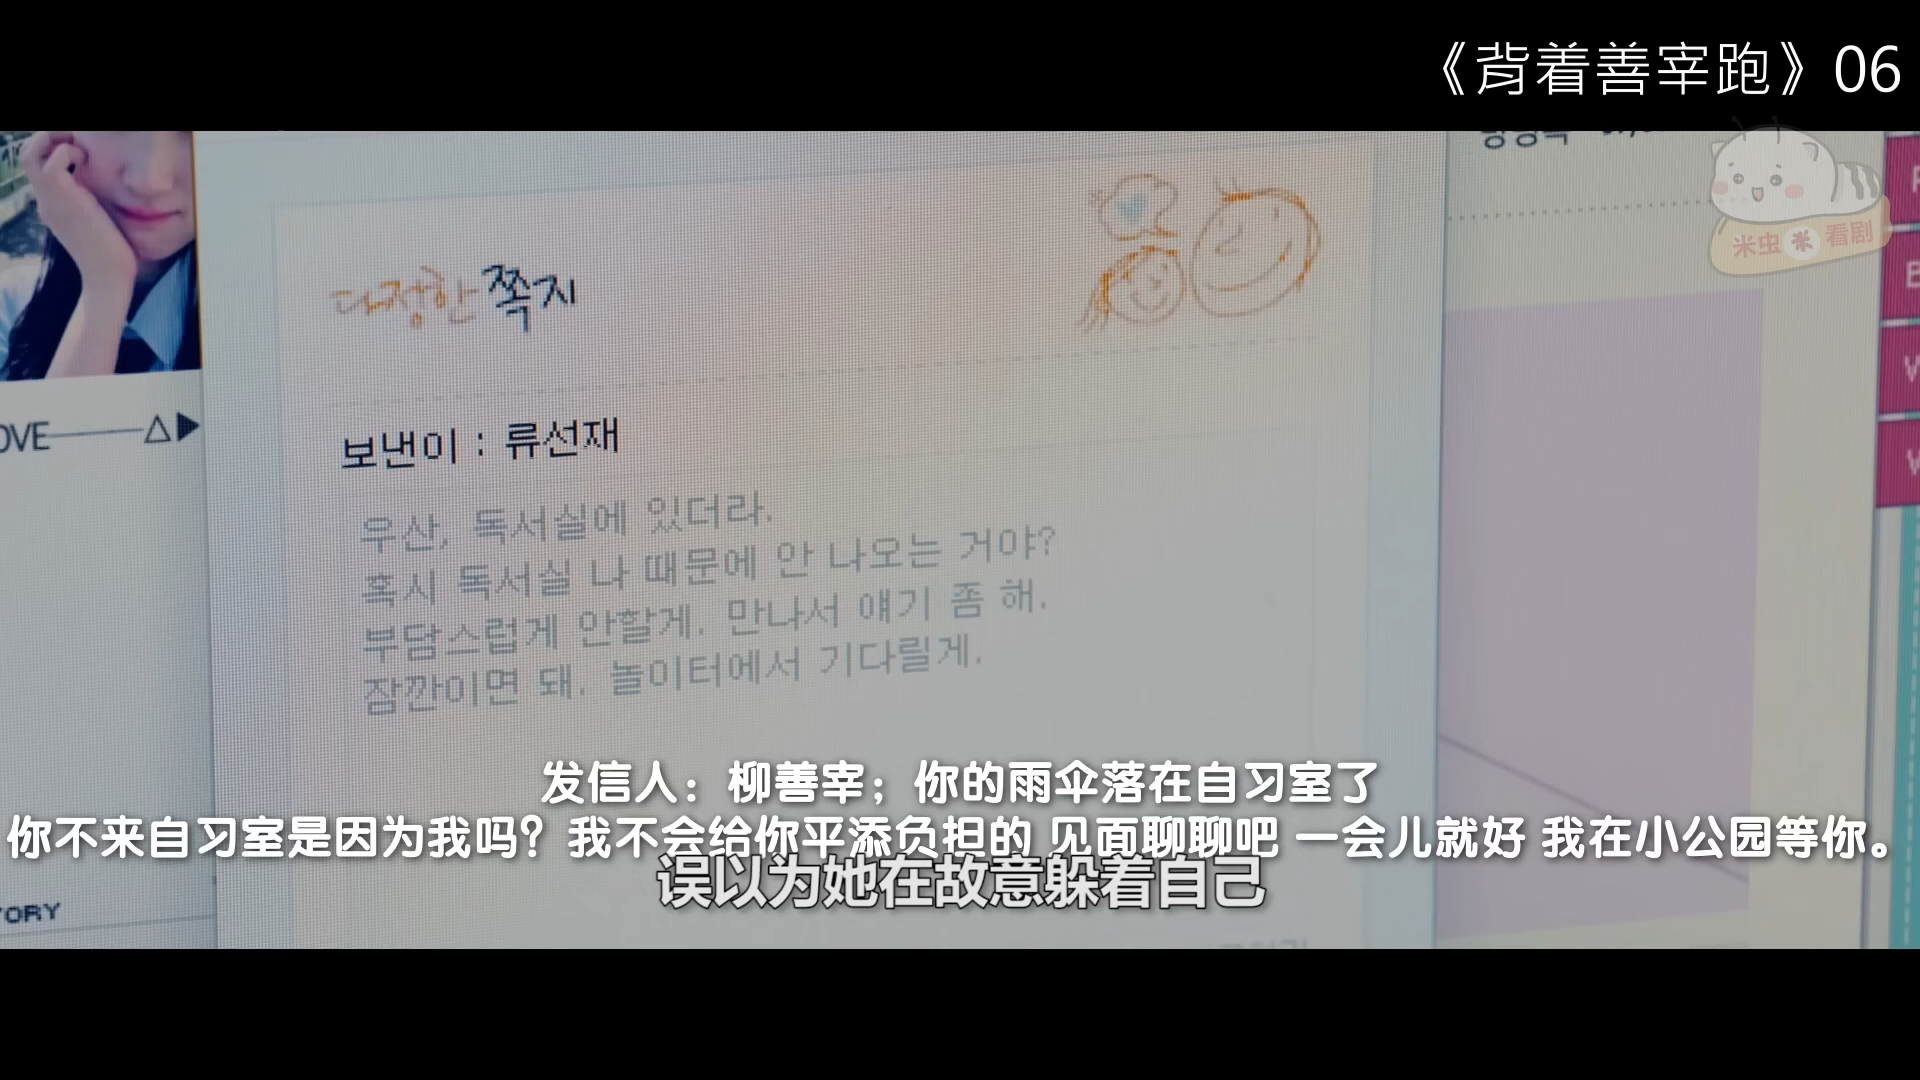 《背着善宰跑》06
米虫米看剧
다정한 쪽지
OVE
보낸이 : 류선재
우산, 독서실에 있더라.
혹시 독서실 나 때문에 안 나오는 거야?
부담스럽게 안할게. 만나서 얘기 좀 해.
잠깐이면 돼. 놀이터에서 기다릴게.
发信人：柳善宰；你的雨伞落在自习室了
你不来自习室是因为我吗？我不会给你平添负担的 见面聊聊吧 一会儿就好 我在小公园等你。
误以为她在故意躲着自己
TORY